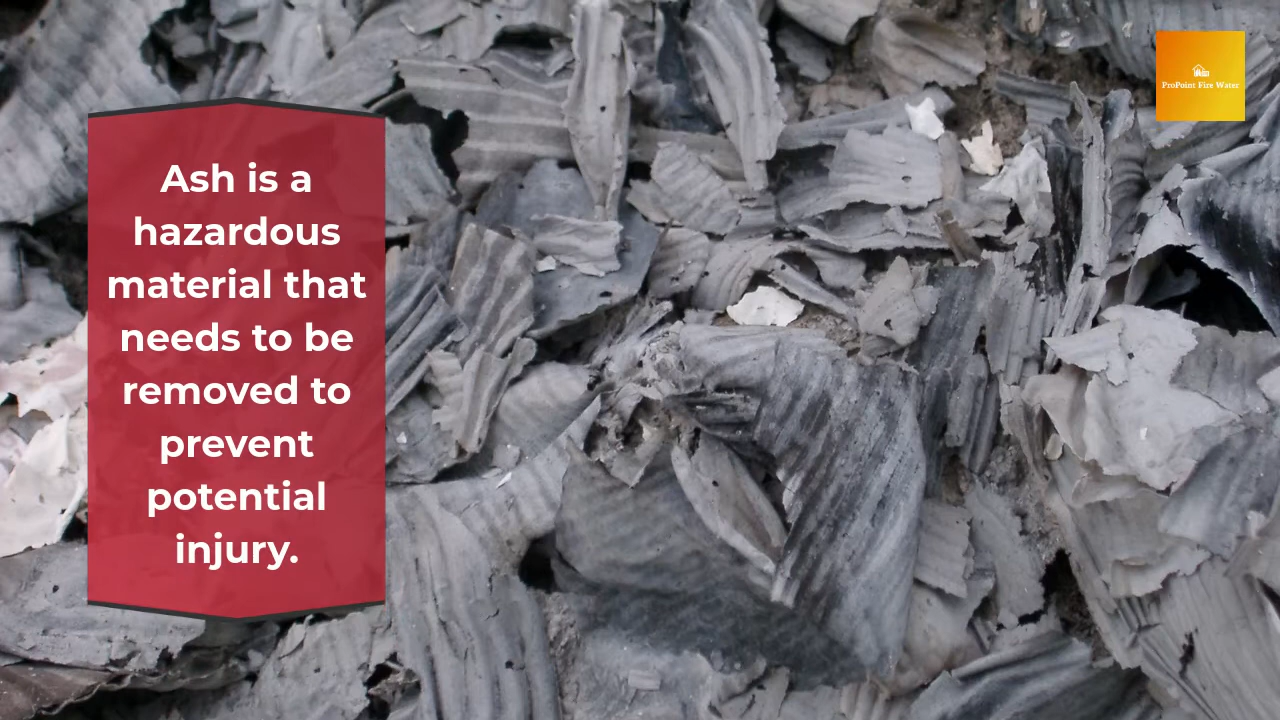 Ash is a
hazardous
material that
needs to be
removed to
prevent
potential
injury.
ProPoint Fire Water